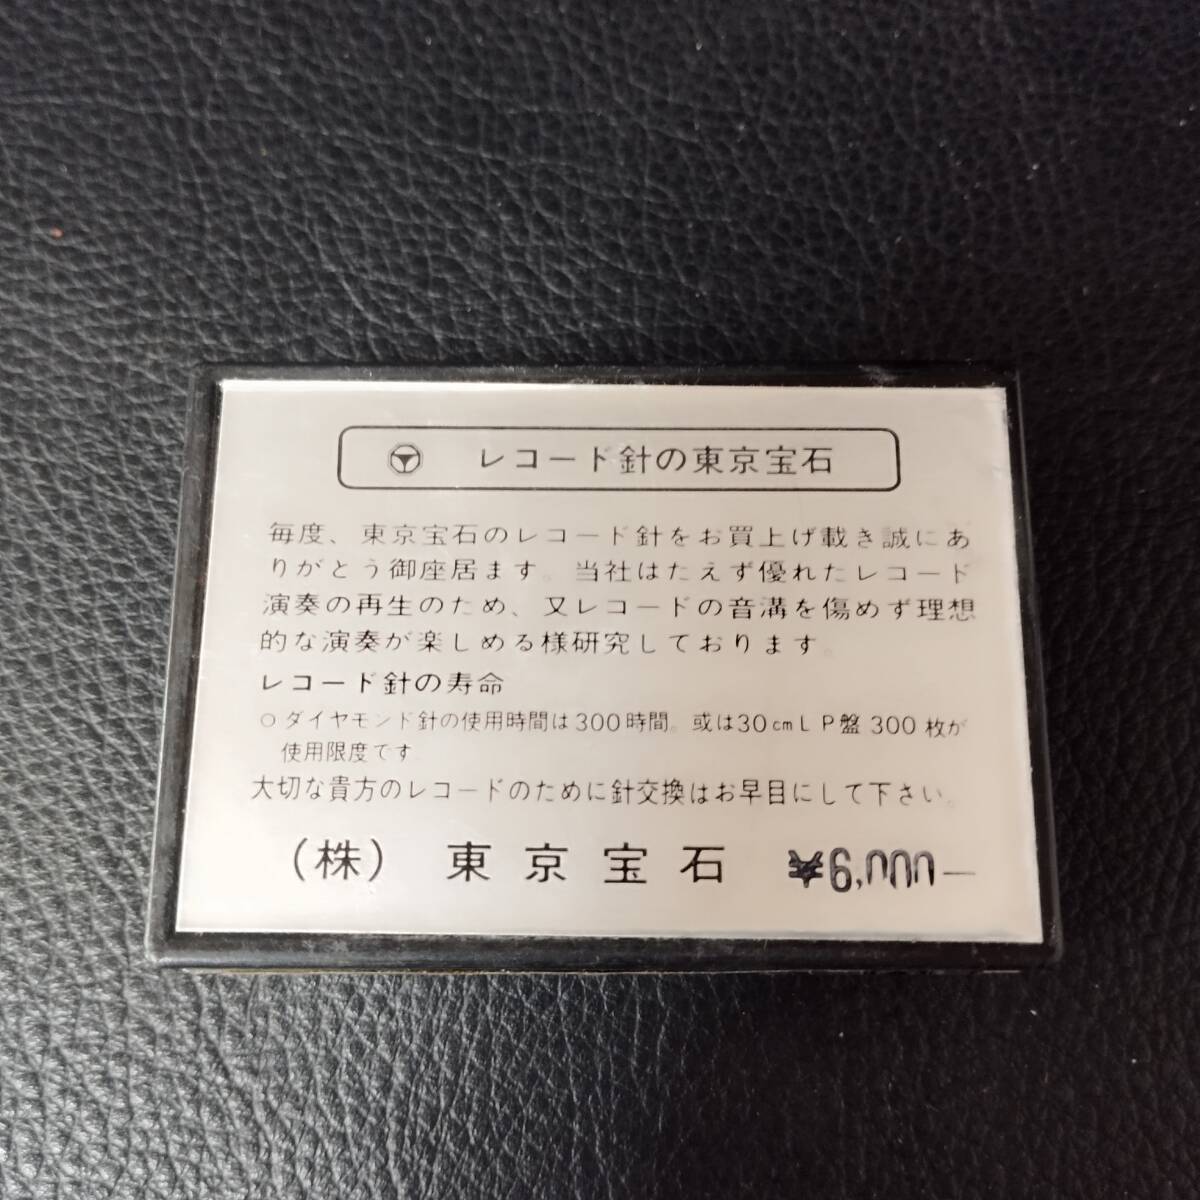 レコード針の東京宝石
毎度、東京宝石のレコード針をお買上げ載き誠にあ
りがとう御座居ます。当社はたえず優れたレコード
演奏の再生のため、又レコードの音溝を傷めず理想
的な演奏が楽しめる様研究しております。
レコード針の寿命
○ダイヤモンド針の使用時間は300時間。或は30cmLP盤300枚が
使用限度です
大切な貴方のレコードのために針交換はお早目にして下さい。
(株) 東京宝石 ¥6,000—